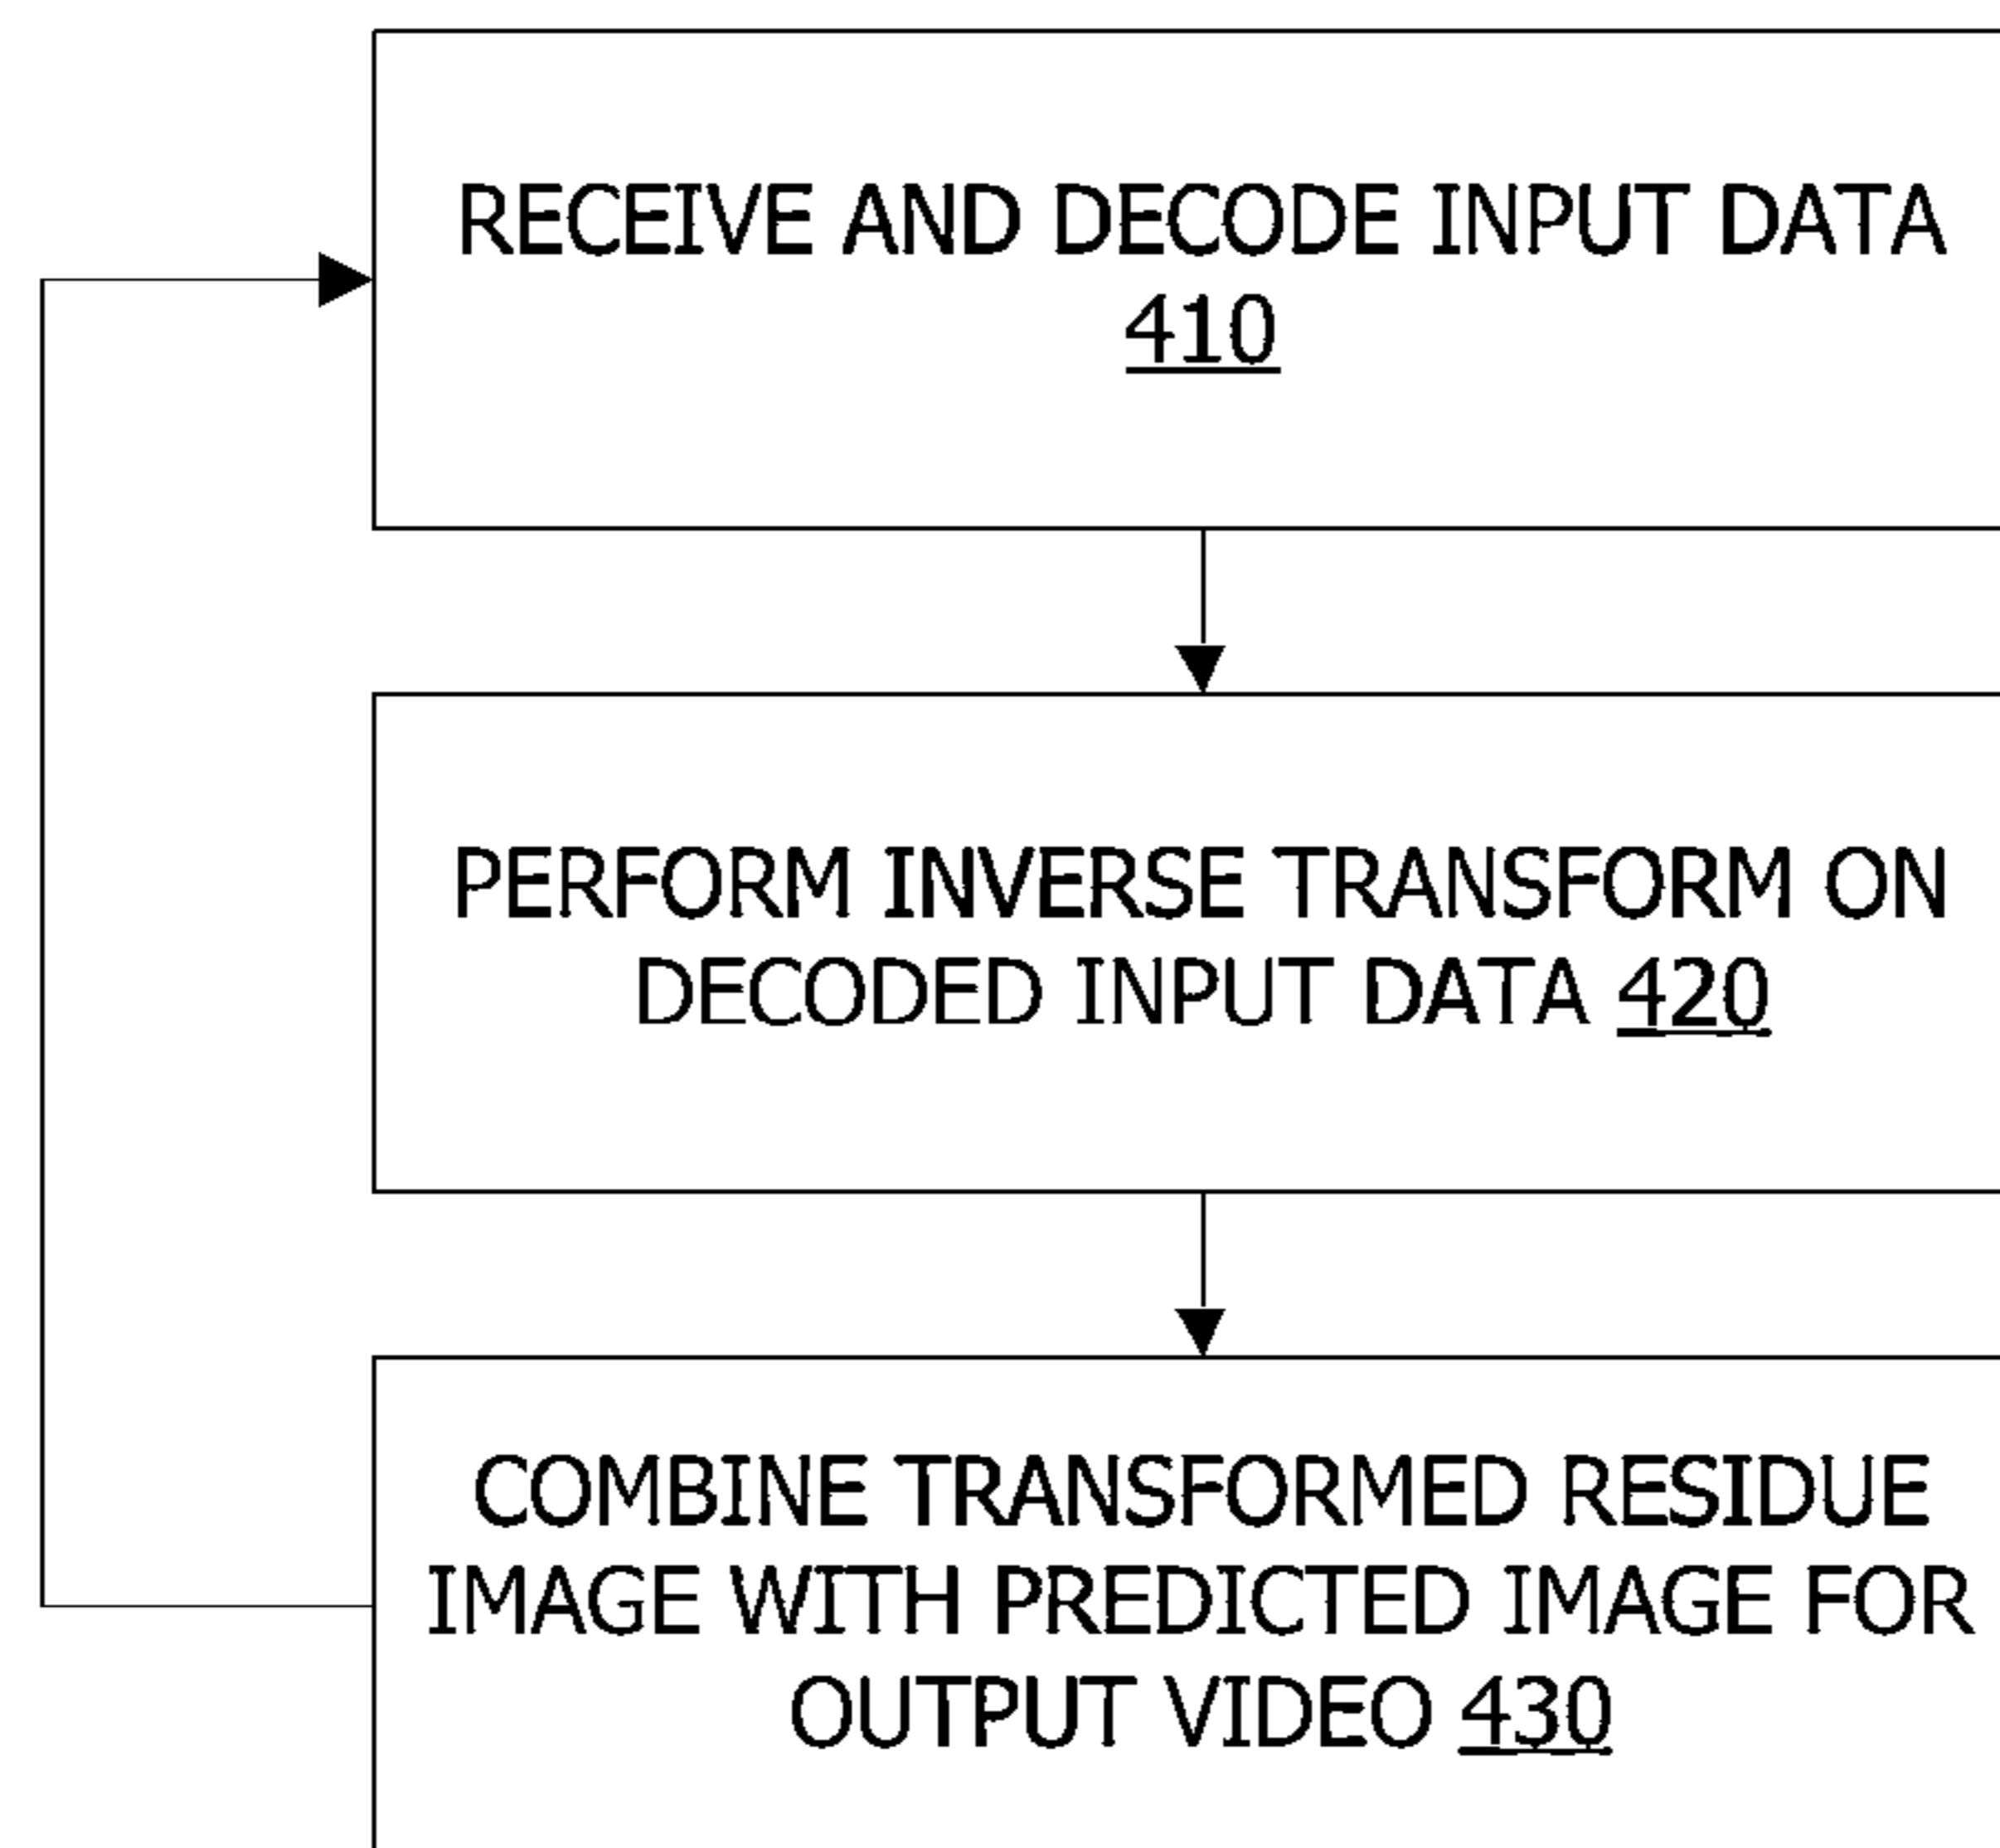 RECEIVE AND DECODE INPUT DATA
410
PERFORM INVERSE TRANSFORM ON
DECODED INPUT DATA 420
COMBINE TRANSFORMED RESIDUE
IMAGE WITH PREDICTED IMAGE FOR
OUTPUT VIDEO 430